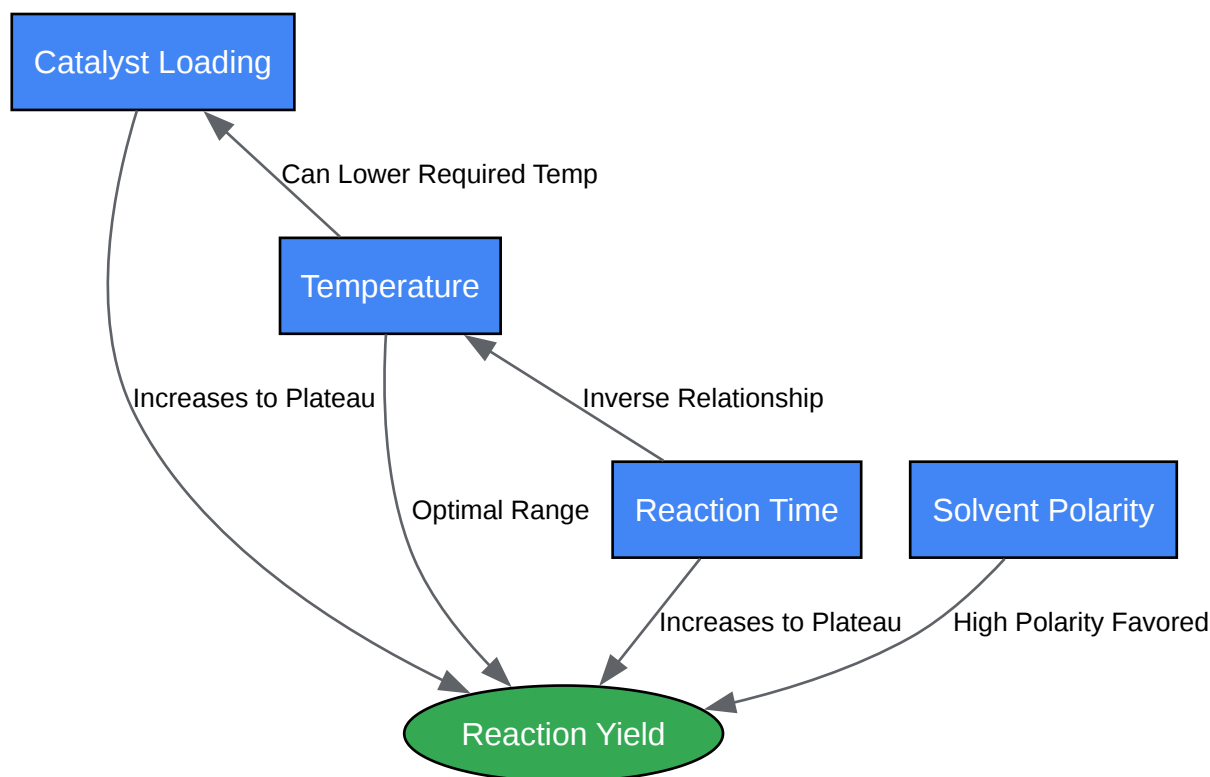 Catalyst Loading
Can Lower Required Temp
Temperature
Increases to Plateau
Inverse Relationship
Optimal Range
Reaction Time
Solvent Polarity
Increases to Plateau
High Polarity Favored
Reaction Yield